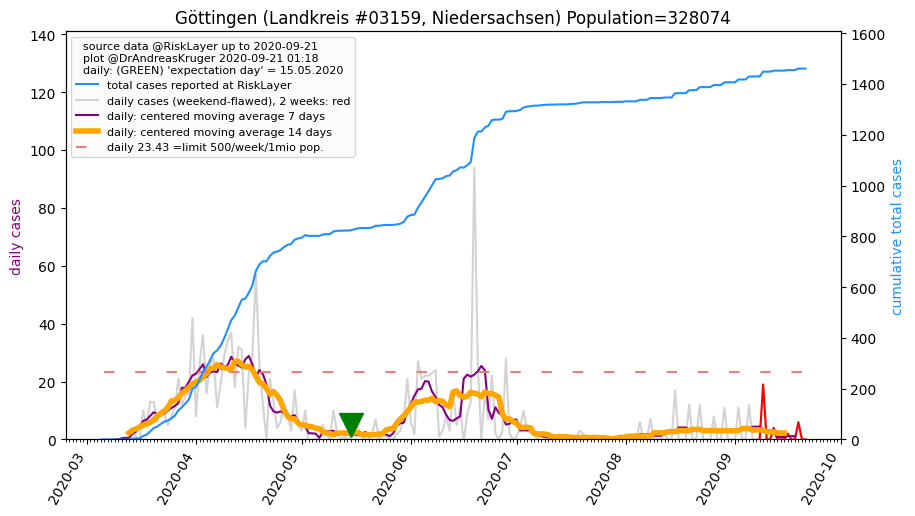 Göttingen (Landkreis #03159, Niedersachsen) Population=328074
source data @RiskLayer up to 2020-09-21
plot @DrAndreasKruger 2020-09-21 01:18
daily: (GREEN) 'expectation day' = 15.05.2020
total cases reported at RiskLayer
daily cases (weekend-flawed), 2 weeks: red
daily: centered moving average 7 days
daily: centered moving average 14 days
daily 23.43 =limit 500/week/1mio pop.
daily cases
140
120
100
80
60
40
20
0
cumulative total cases
1600
1400
1200
1000
800
600
400
200
0
2020-03
2020-04
2020-05
2020-06
2020-07
2020-08
2020-09
2020-10